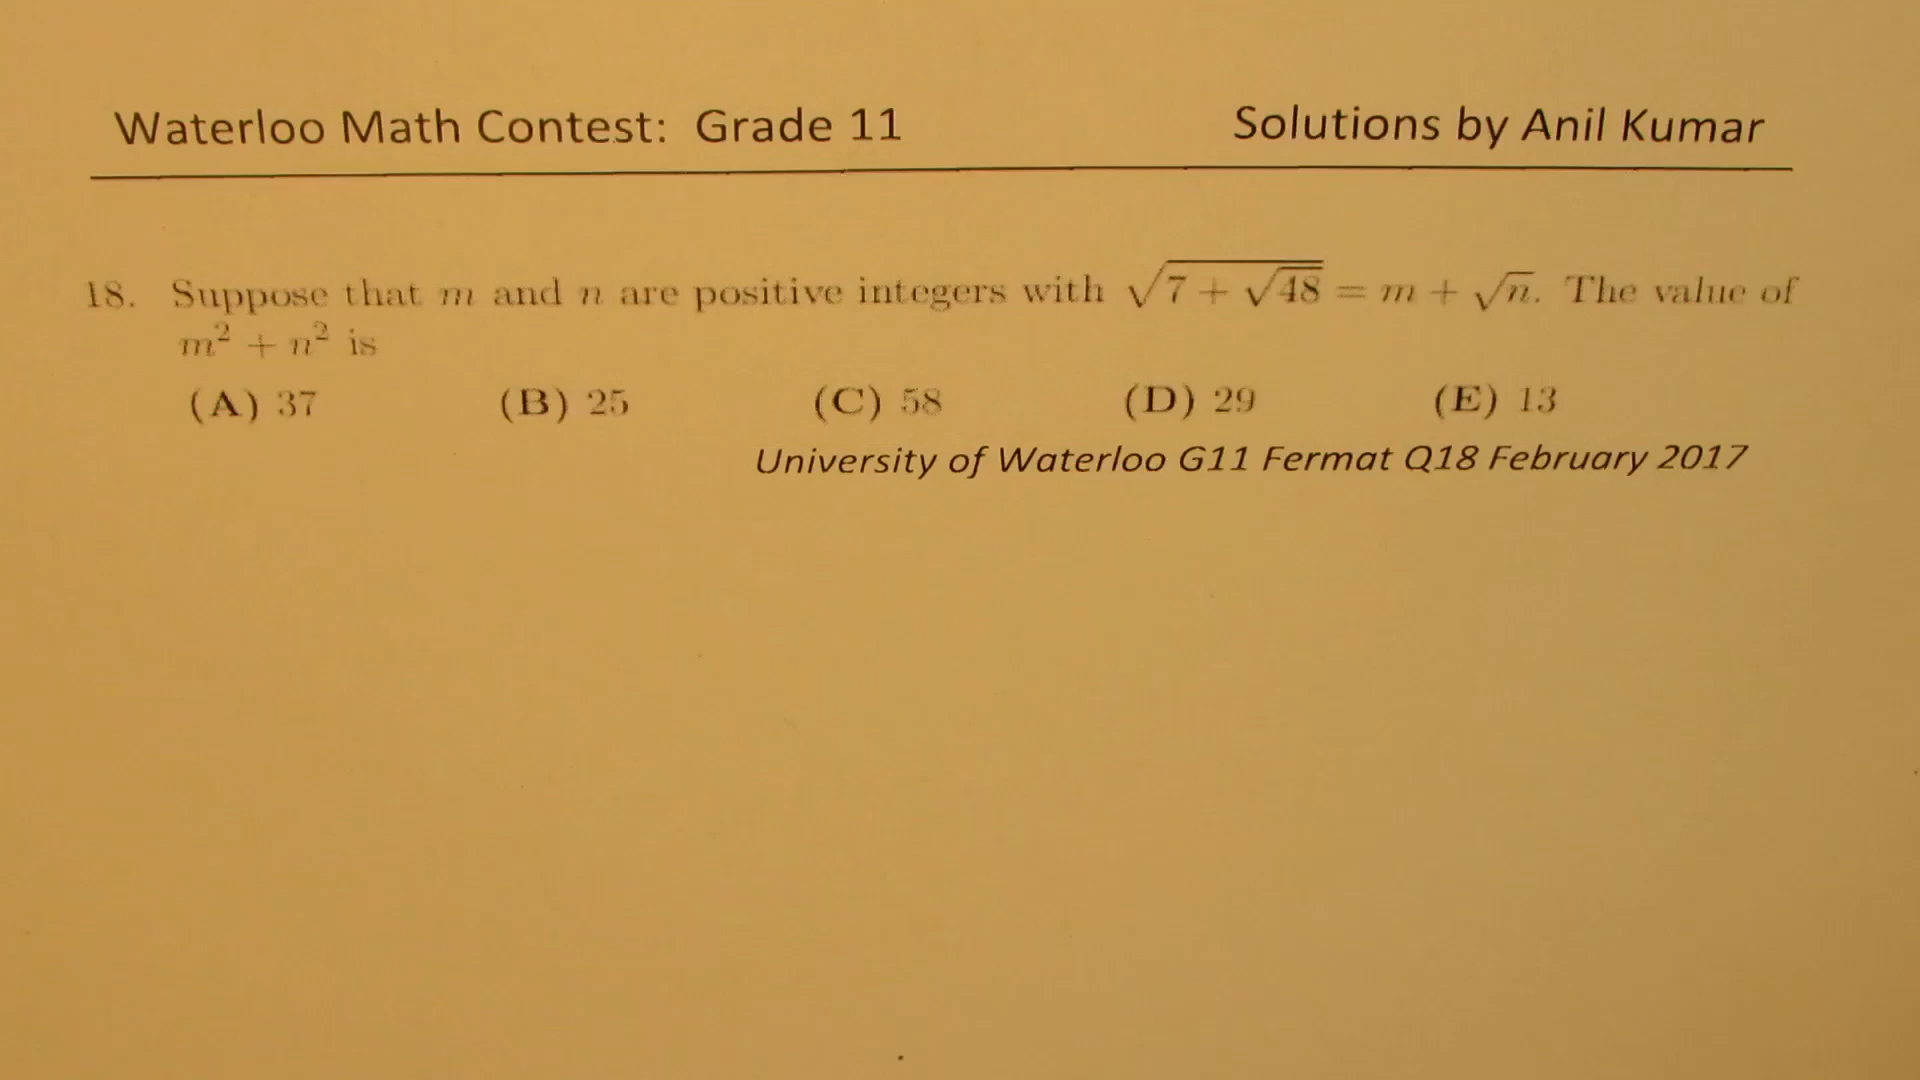 Waterloo Math Contest: Grade 11 Solutions by Anil Kumar
18. Suppose that m and n are positive integers with √(7 + √48) = m + √n. The value of
m² + n² is
(A) 37 (B) 25 (C) 58 (D) 29 (E) 13
University of Waterloo G11 Fermat Q18 February 2017